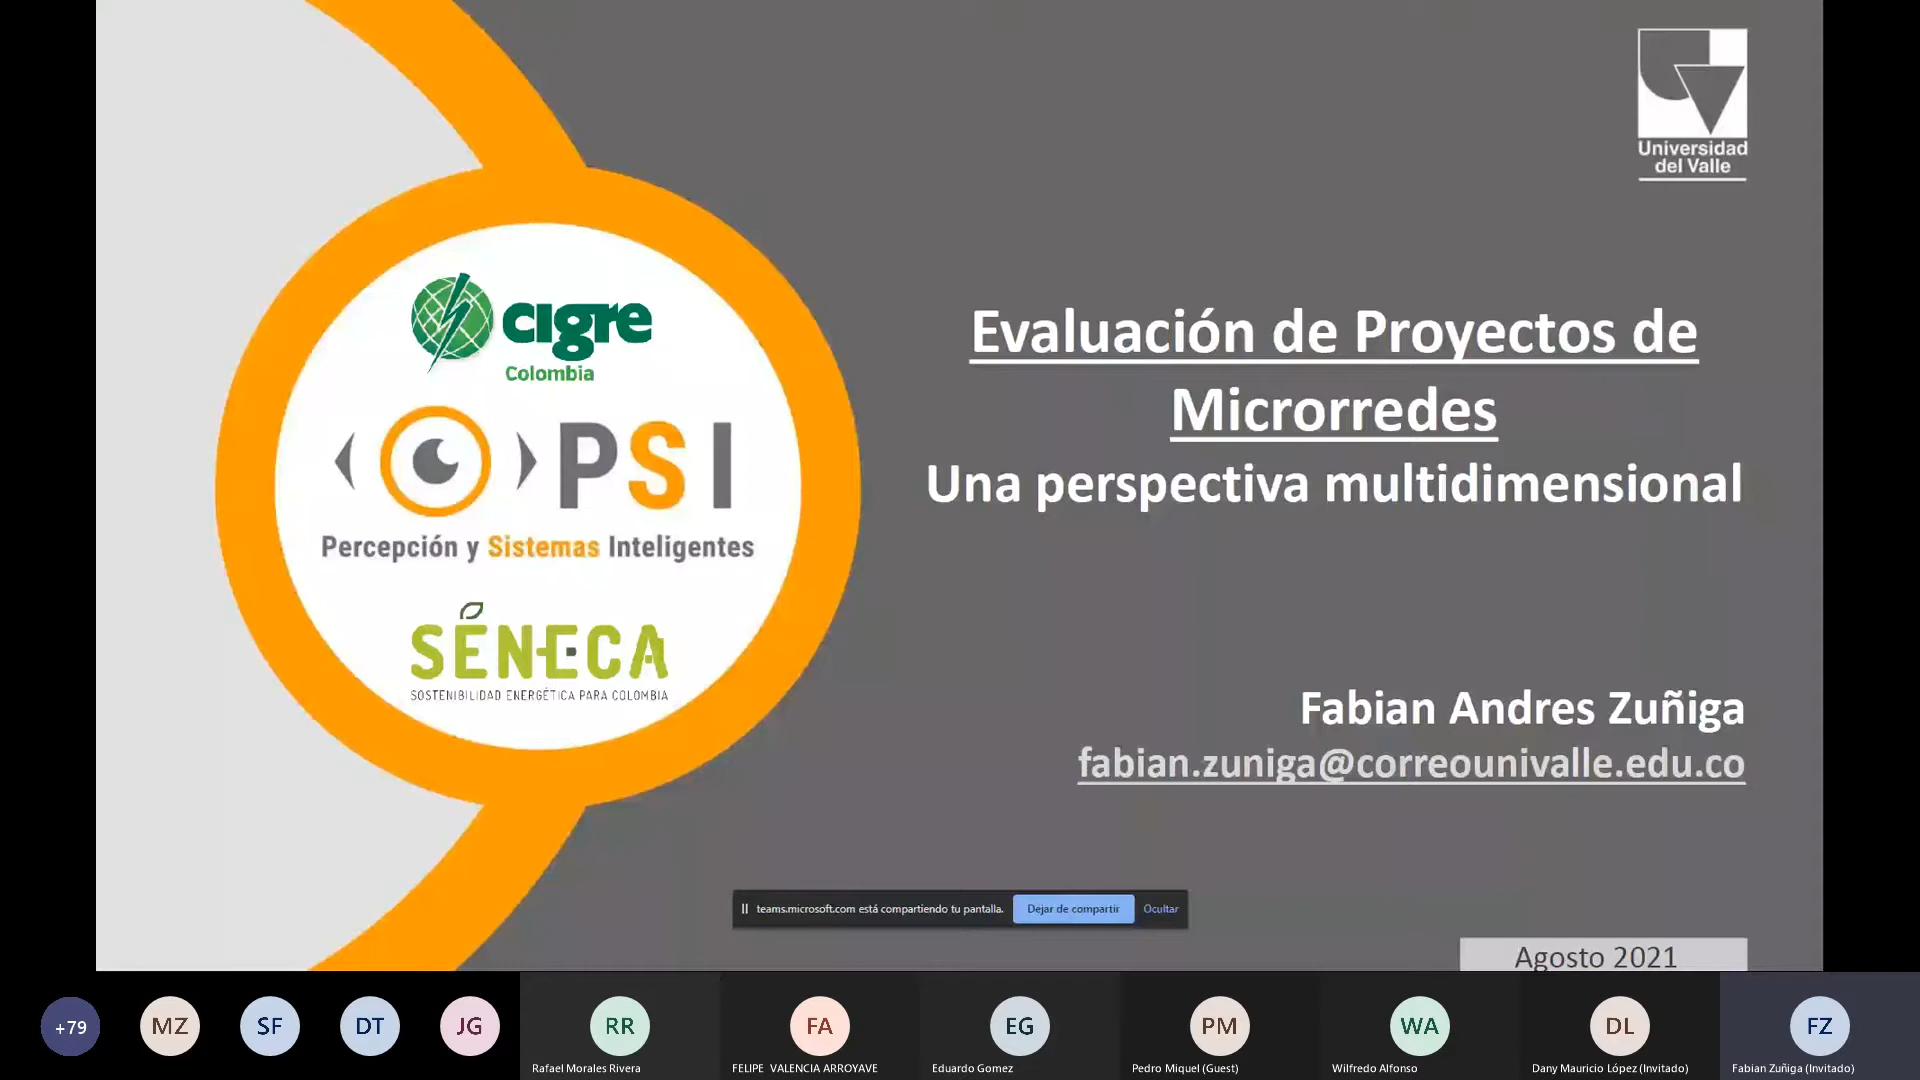 Universidad
del Valle
cigre
Colombia
PSI
Percepción y Sistemas Inteligentes
SÉNECA
SOSTENIBILIDAD ENERGÉTICA PARA COLOMBIA
Evaluación de Proyectos de
Microrredes
Una perspectiva multidimensional
Fabian Andres Zuñiga
fabian.zuniga@correounivalle.edu.co
teams.microsoft.com está compartiendo tu pantalla.
Dejar de compartir
Ocultar
Agosto 2021
+79
MZ
SF
DT
JG
RR
Rafael Morales Rivera
FA
FELIPE VALENCIA ARROYAVE
EG
Eduardo Gomez
PM
Pedro Miquel (Guest)
WA
Wilfredo Alfonso
DL
Dany Mauricio López (Invitado)
FZ
Fabian Zuñiga (Invitado)